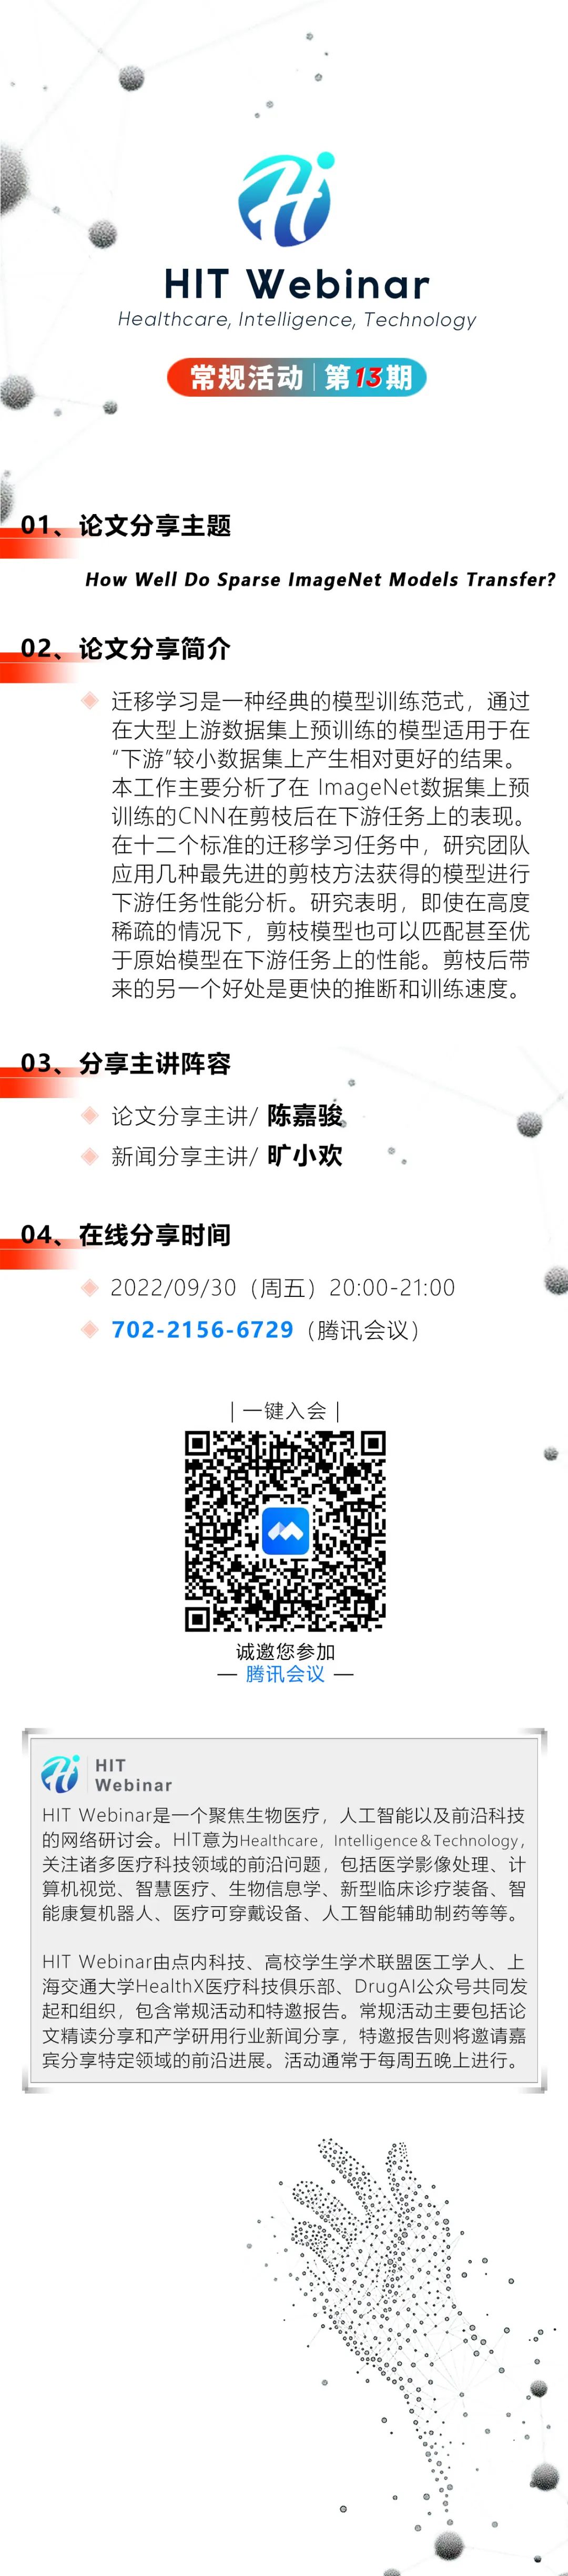 HIT Webinar
Healthcare, Intelligence, Technology
常规活动|第13期
01、论文分享主题
How Well Do Sparse ImageNet Models Transfer?
02、论文分享简介
迁移学习是一种经典的模型训练范式，通过
在大型上游数据集上预训练的模型适用于在
“下游”较小数据集上产生相对更好的结果。
本工作主要分析了在 ImageNet数据集上预
训练的CNN在剪枝后在下游任务上的表现。
在十二个标准的迁移学习任务中，研究团队
应用几种最先进的剪枝方法获得的模型进行
下游任务性能分析。研究表明，即使在高度
稀疏的情况下，剪枝模型也可以匹配甚至优
于原始模型在下游任务上的性能。剪枝后带
来的另一个好处是更快的推断和训练速度。
03、分享主讲阵容
论文分享主讲/ 陈嘉骏
新闻分享主讲/ 旷小欢
04、在线分享时间
2022/09/30（周五）20:00-21:00
702-2156-6729（腾讯会议）
| 一键入会 |
诚邀您参加
— 腾讯会议 —
HIT
Webinar
HIT Webinar是一个聚焦生物医疗，人工智能以及前沿科技
的网络研讨会。HIT意为Healthcare，Intelligence＆Technology，
关注诸多医疗科技领域的前沿问题，包括医学影像处理、计
算机视觉、智慧医疗、生物信息学、新型临床诊疗装备、智
能康复机器人、医疗可穿戴设备、人工智能辅助制药等等。
HIT Webinar由点内科技、高校学生学术联盟医工学人、上
海交通大学HealthX医疗科技俱乐部、DrugAI公众号共同发
起和组织，包含常规活动和特邀报告。常规活动主要包括论
文精读分享和产学研用行业新闻分享，特邀报告则将邀请嘉
宾分享特定领域的前沿进展。活动通常于每周五晚上进行。